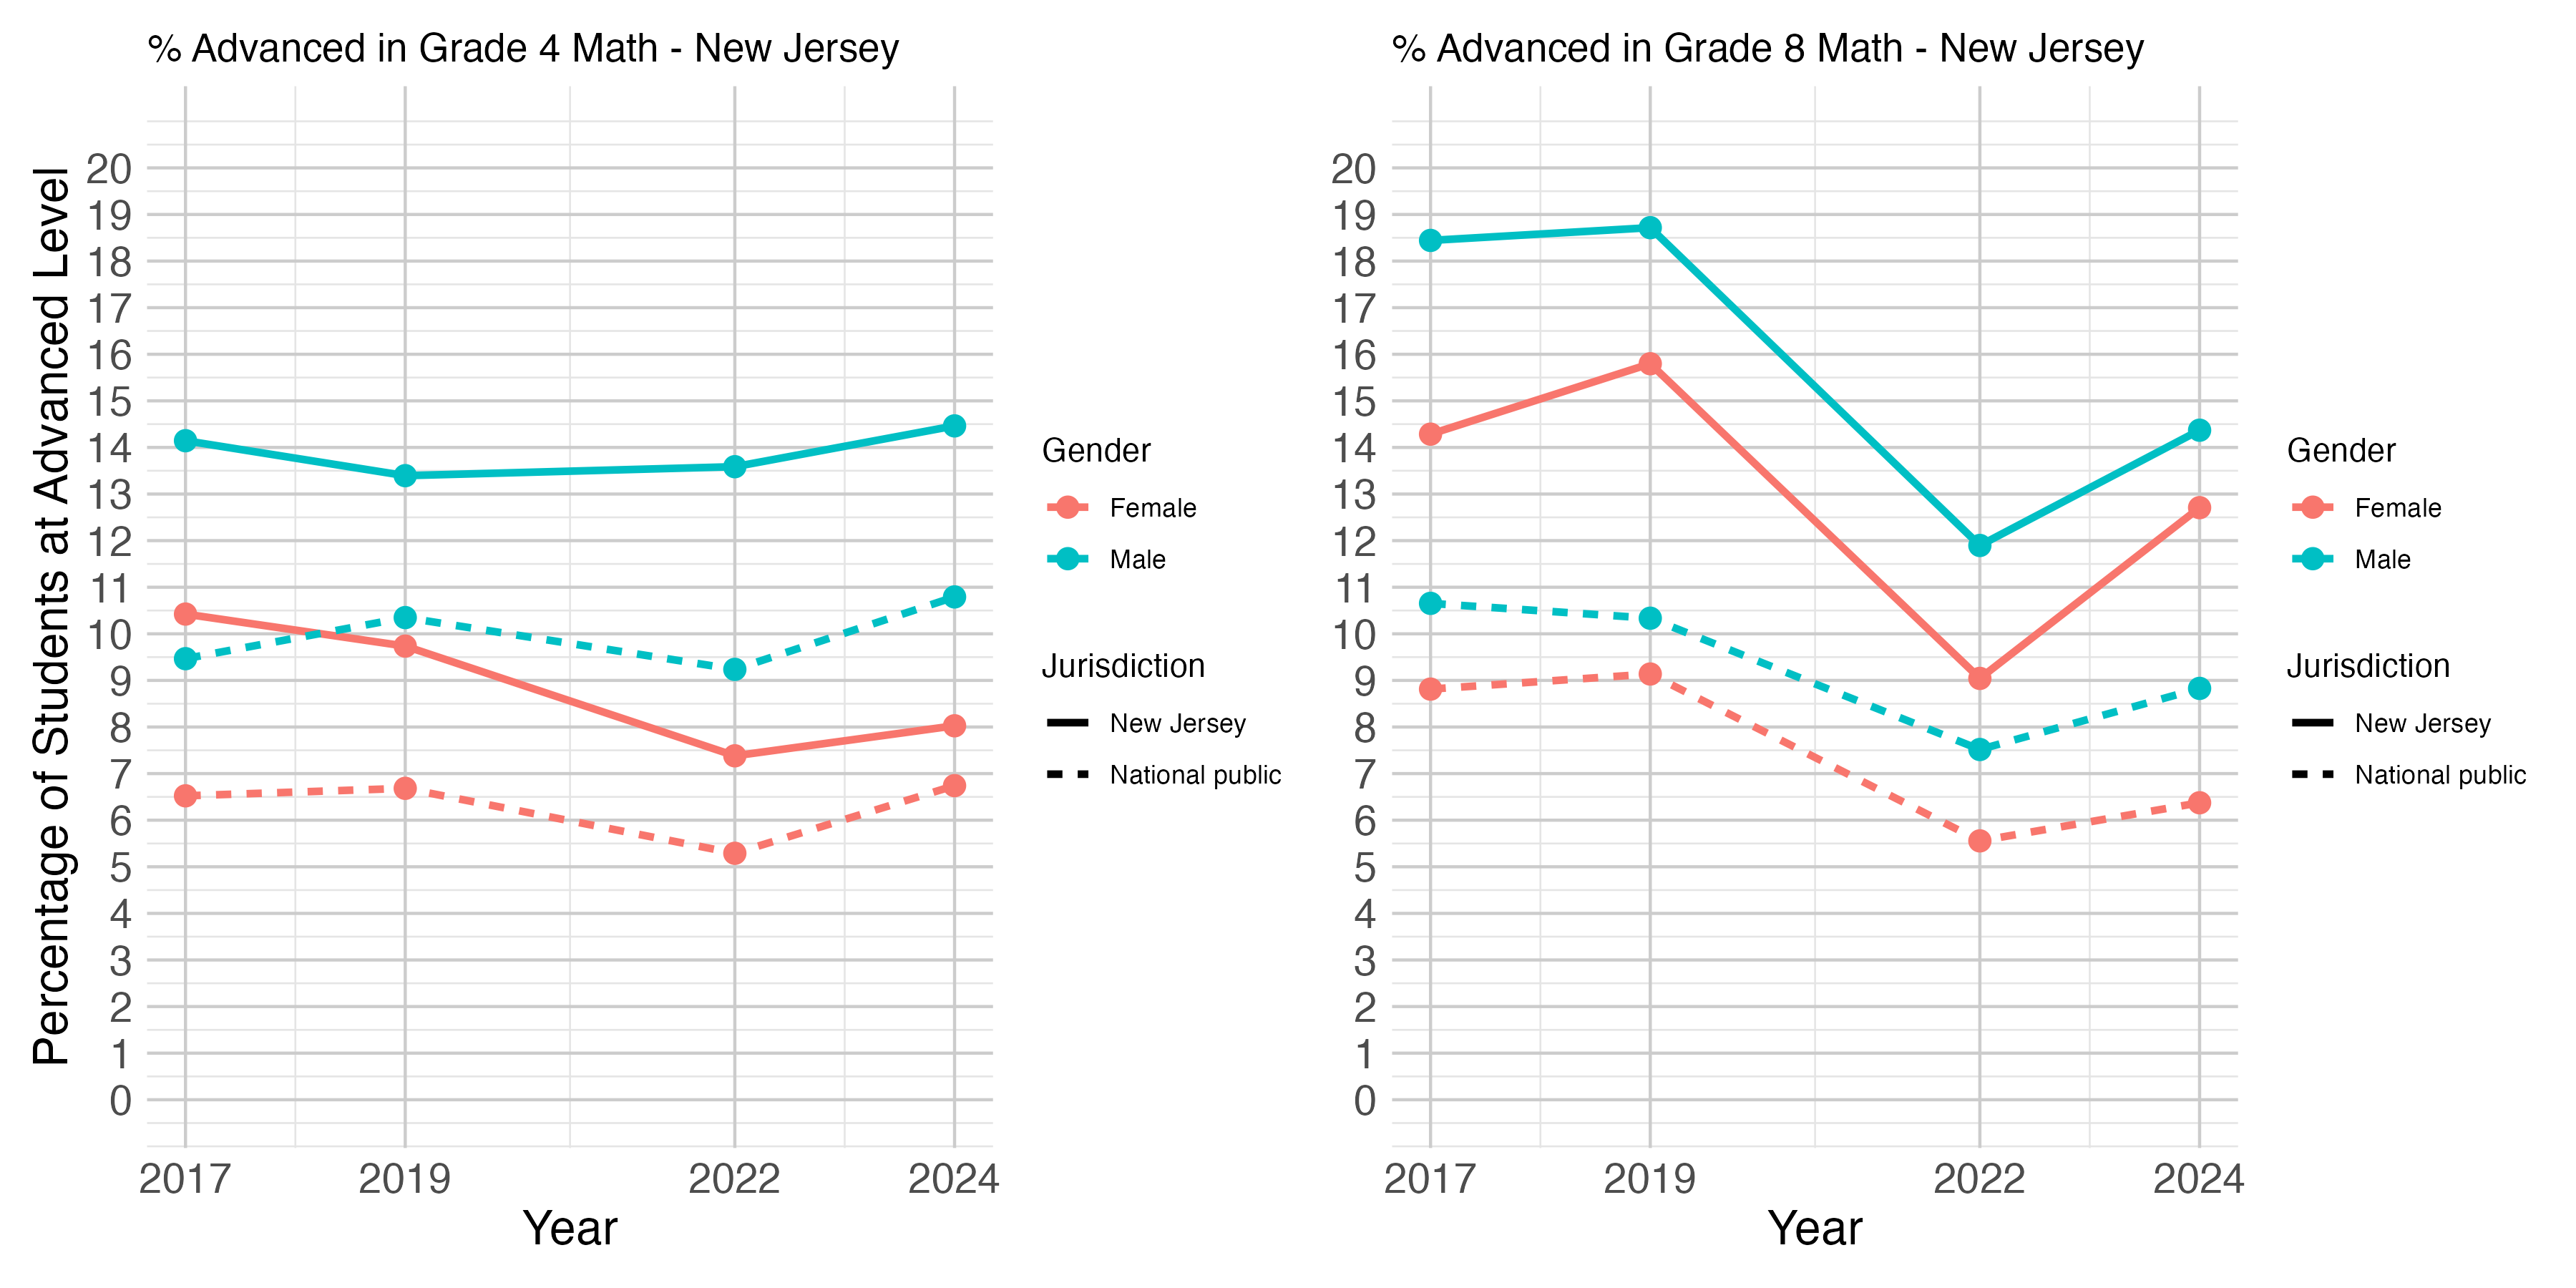 % Advanced in Grade 4 Math - New Jersey
Percentage of Students at Advanced Level
20
19
18
17
16
15
14
13
12
11
10
9
8
7
6
5
4
3
2
1
0
2017 2019 2022 2024
Year
Gender
Female
Male
Jurisdiction
New Jersey
National public
% Advanced in Grade 8 Math - New Jersey
20
19
18
17
16
15
14
13
12
11
10
9
8
7
6
5
4
3
2
1
0
2017 2019 2022 2024
Year
Gender
Female
Male
Jurisdiction
New Jersey
National public